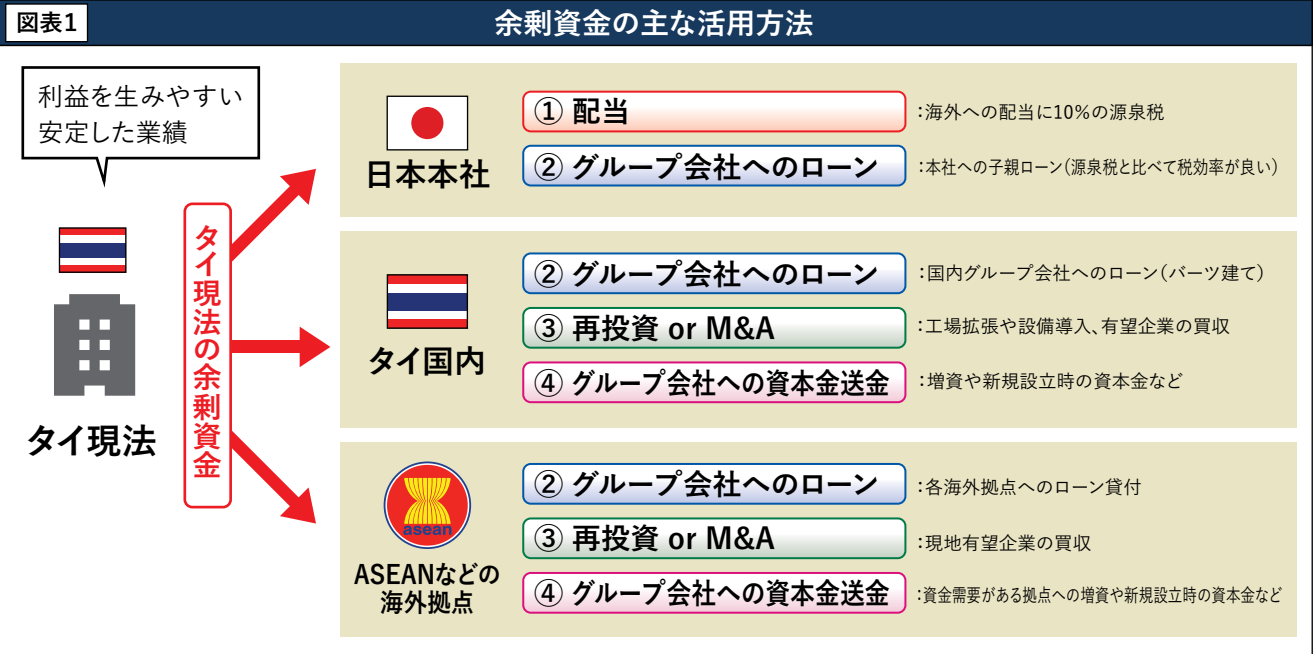 図表1
余剰資金の主な活用方法
利益を生みやすい
安定した業績
タイ現法
タイ現法の余剰資金
日本本社
① 配当
:海外への配当に10%の源泉税
② グループ会社へのローン
:本社への子親ローン(源泉税と比べて税効率が良い)
タイ国内
② グループ会社へのローン
:国内グループ会社へのローン(バーツ建て)
③ 再投資 or M&A
:工場拡張や設備導入、有望企業の買収
④ グループ会社への資本金送金
:増資や新規設立時の資本金など
asean
ASEANなどの
海外拠点
② グループ会社へのローン
:各海外拠点へのローン貸付
③ 再投資 or M&A
:現地有望企業の買収
④ グループ会社への資本金送金
:資金需要がある拠点への増資や新規設立時の資本金など